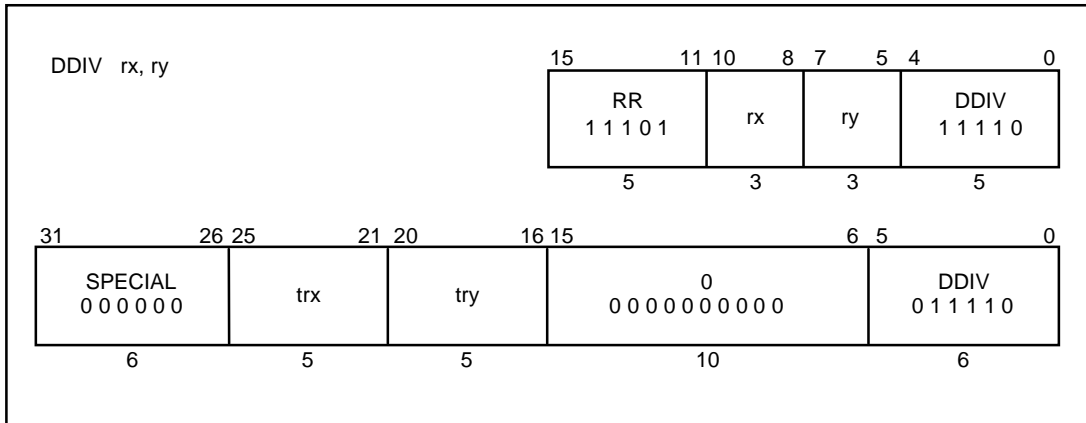 DDIV rx, ry
15 11 10 8 7 5 4 0
RR rx ry DDIV
1 1 1 0 1 1 1 1 1 0
5 3 3 5
31 26 25 21 20 16 15 6 5 0
SPECIAL trx try 0 DDIV
0 0 0 0 0 0 0 0 0 0 0 0 0 0 0 0 0 1 1 1 1 0
6 5 5 10 6